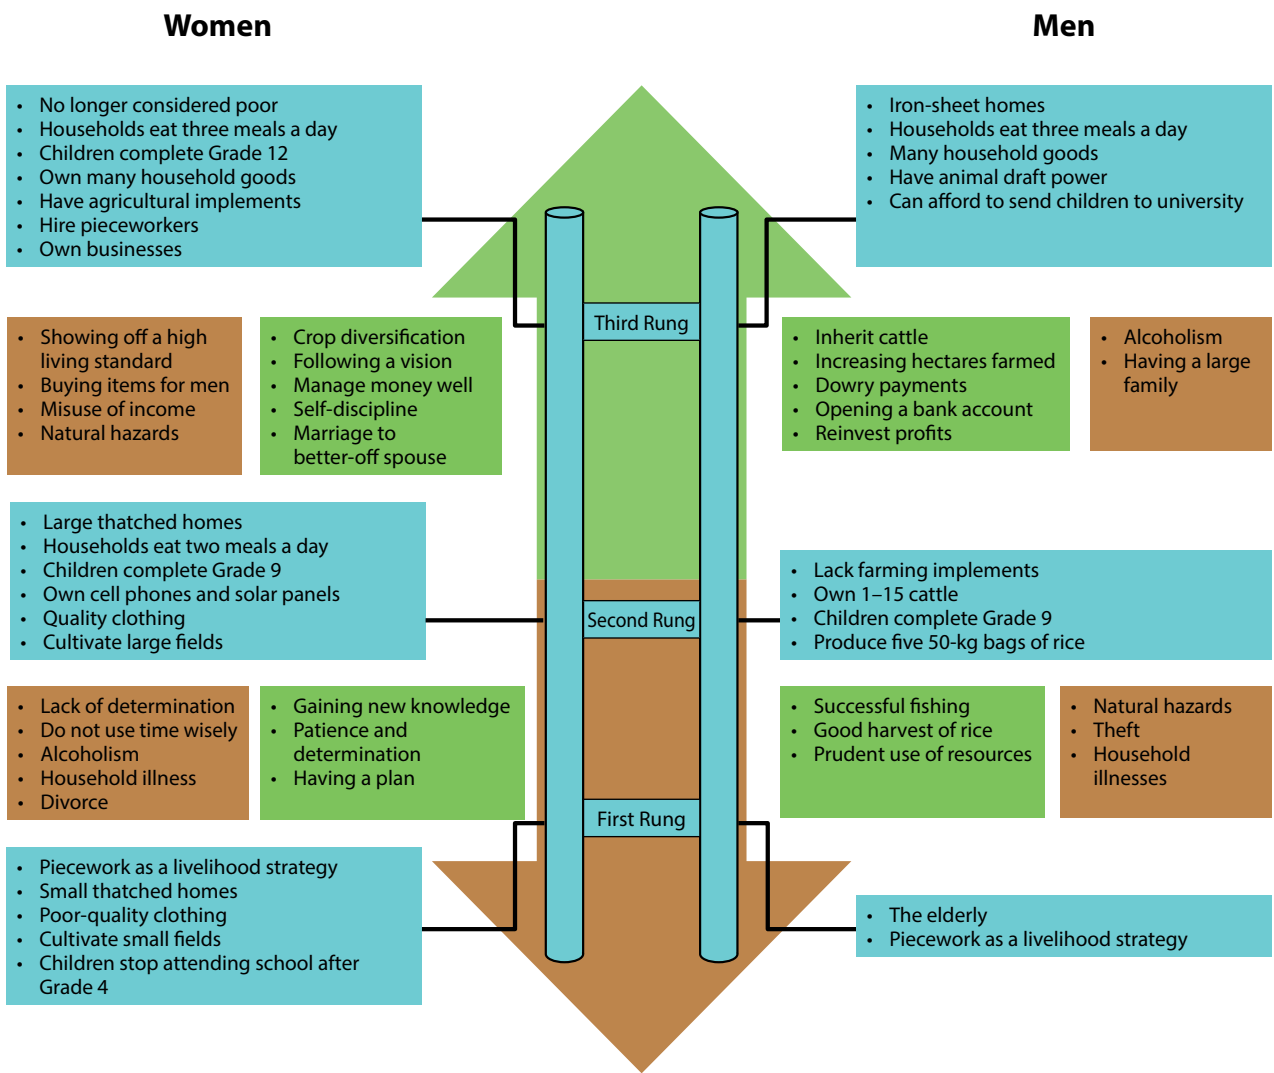 Women
Men
• No longer considered poor
• Households eat three meals a day
• Children complete Grade 12
• Own many household goods
• Have agricultural implements
• Hire pieceworkers
• Own businesses
• Iron-sheet homes
• Households eat three meals a day
• Many household goods
• Have animal draft power
• Can afford to send children to university
Third Rung
• Showing off a high
living standard
• Buying items for men
• Misuse of income
• Natural hazards
• Crop diversification
• Following a vision
• Manage money well
• Self-discipline
• Marriage to
better-off spouse
• Inherit cattle
• Increasing hectares farmed
• Dowry payments
• Opening a bank account
• Reinvest profits
• Alcoholism
• Having a large
family
• Large thatched homes
• Households eat two meals a day
• Children complete Grade 9
• Own cell phones and solar panels
• Quality clothing
• Cultivate large fields
Second Rung
• Lack farming implements
• Own 1–15 cattle
• Children complete Grade 9
• Produce five 50-kg bags of rice
• Lack of determination
• Do not use time wisely
• Alcoholism
• Household illness
• Divorce
• Gaining new knowledge
• Patience and
determination
• Having a plan
• Successful fishing
• Good harvest of rice
• Prudent use of resources
• Natural hazards
• Theft
• Household
illnesses
First Rung
• Piecework as a livelihood strategy
• Small thatched homes
• Poor-quality clothing
• Cultivate small fields
• Children stop attending school after
Grade 4
• The elderly
• Piecework as a livelihood strategy